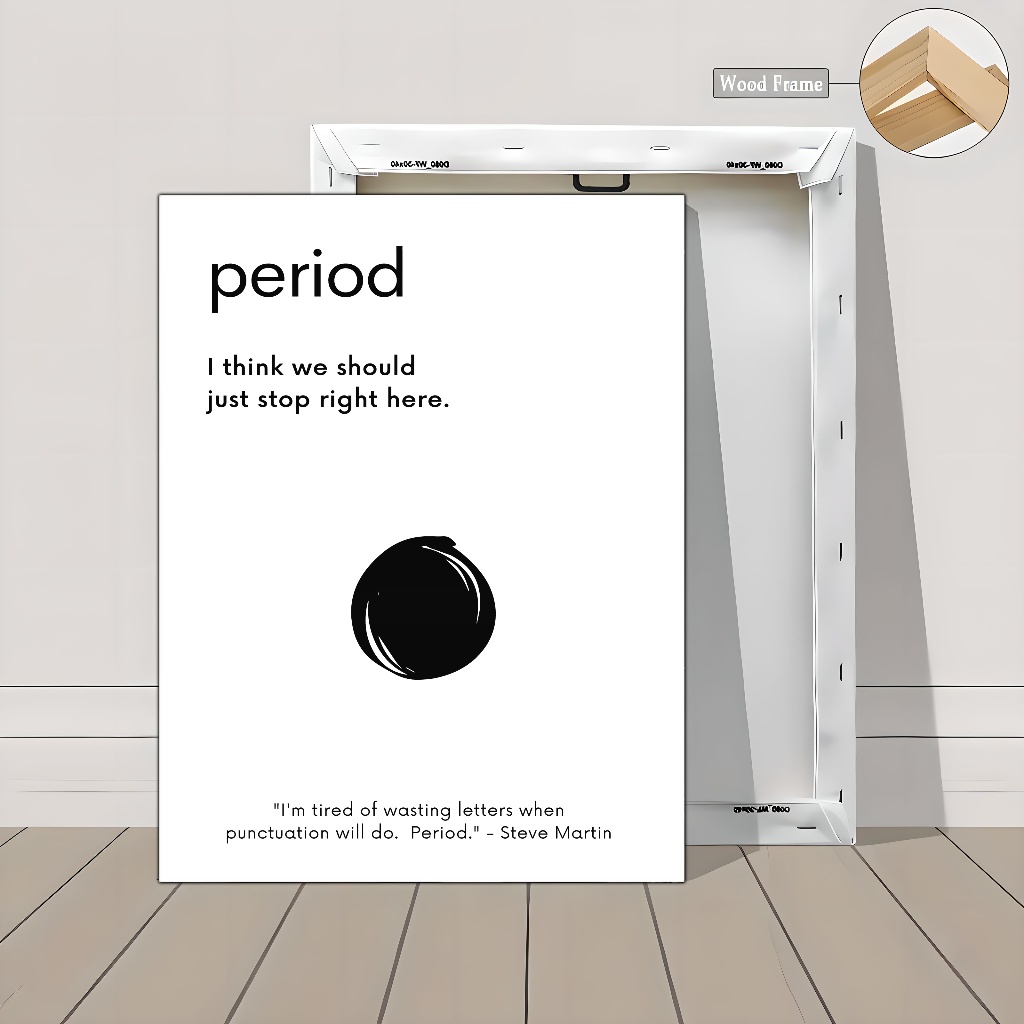 Wood Frame
period
I think we should
just stop right here.
"I'm tired of wasting letters when
punctuation will do.  Period." – Steve Martin